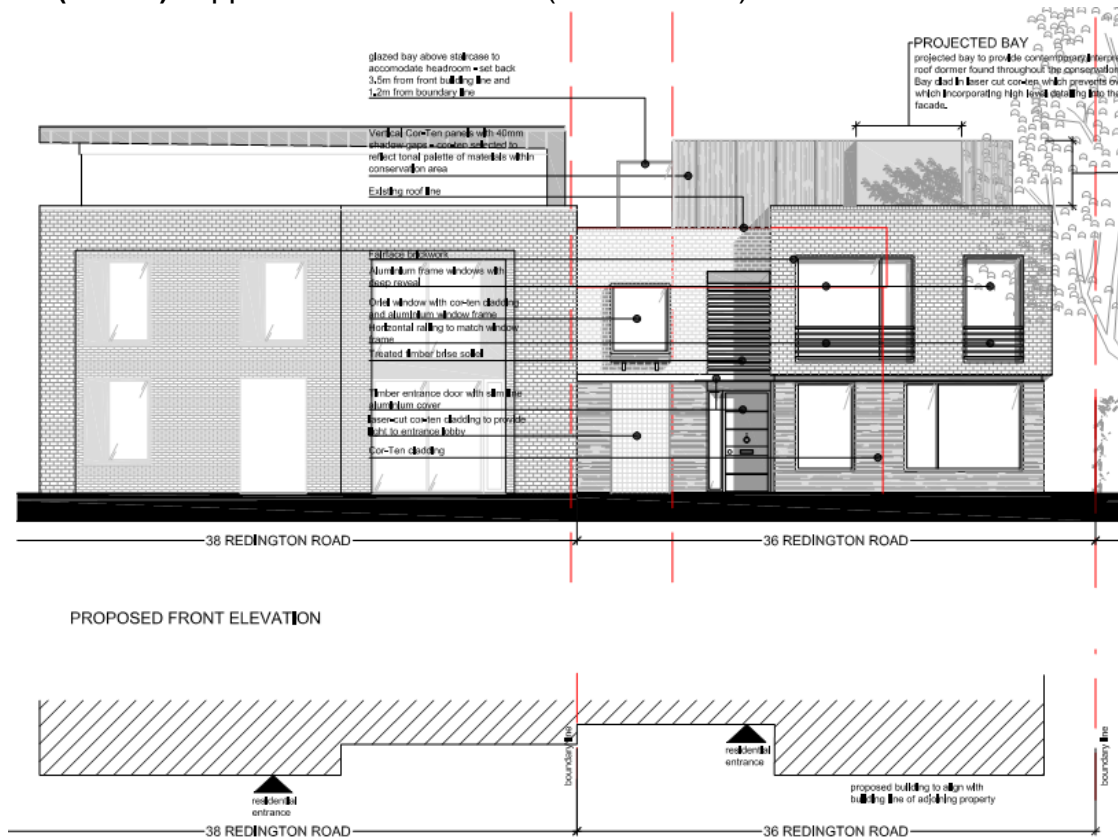 glazed bay above staircase to
accomodate headroom - set back
3.5m from front building line and
1.2m from boundary line
PROJECTED BAY
projected bay to provide contemporary
roof dormer found throughout the conservation
Bay clad in laser cut cor-ten which prevents
which incorporating high level detailing into the
facade.
Vertical Cor-Ten panels with 40mm
shadow gaps - cor-ten selected to
reflect tonal palette of materials within
conservation area
Existing roof line
Fairface brickwork
Aluminium frame windows with
deep reveal
Oriel window with cor-ten cladding
and aluminium window frame
Horizontal railing to match window
frame
Treated timber brise soliel
Timber entrance door with slim line
aluminium cover
laser-cut cor-ten cladding to provide
light to entrance lobby
Cor-Ten cladding
38 REDINGTON ROAD
36 REDINGTON ROAD
PROPOSED FRONT ELEVATION
boundary line
boundary line
residential
entrance
residential
entrance
proposed building to align with
building line of adjoining property
38 REDINGTON ROAD
36 REDINGTON ROAD